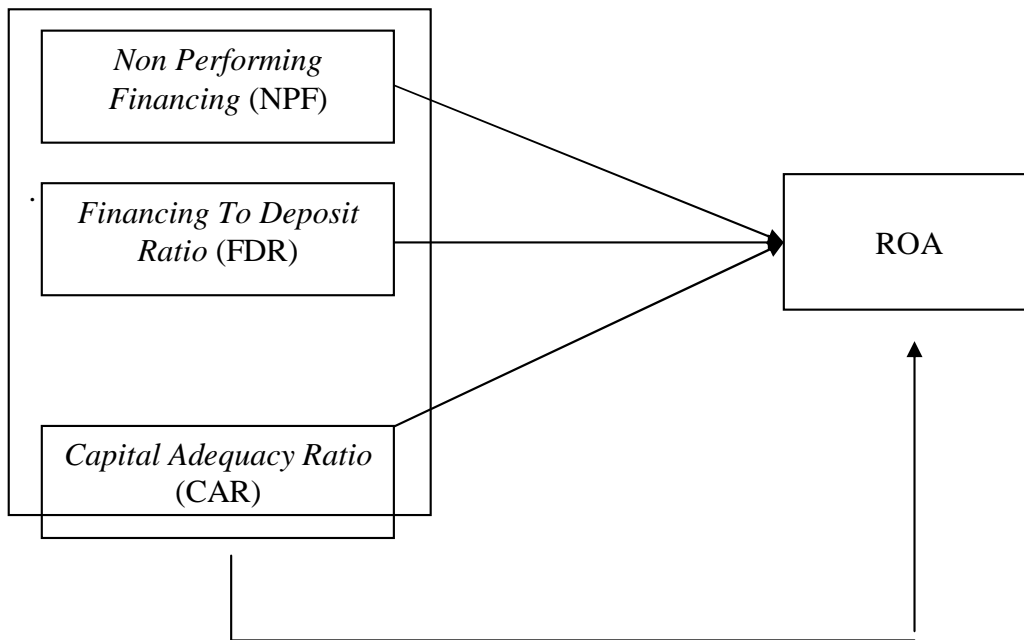 Non Performing
Financing (NPF)
.
Financing To Deposit
Ratio (FDR)
ROA
Capital Adequacy Ratio
(CAR)